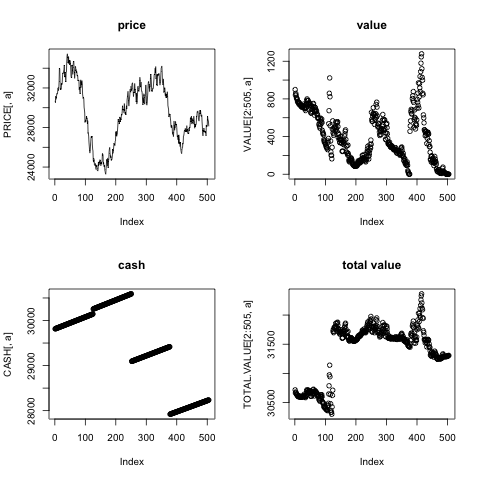 price
PRICE[, a]
24000 28000 32000
0 100 200 300 400 500
Index
value
VALUE[2:505, a]
0 400 800 1200
0 100 200 300 400 500
Index
cash
CASH[, a]
28000 29000 30000
0 100 200 300 400 500
Index
total value
TOTAL.VALUE[2:505, a]
30500 31500
0 100 200 300 400 500
Index